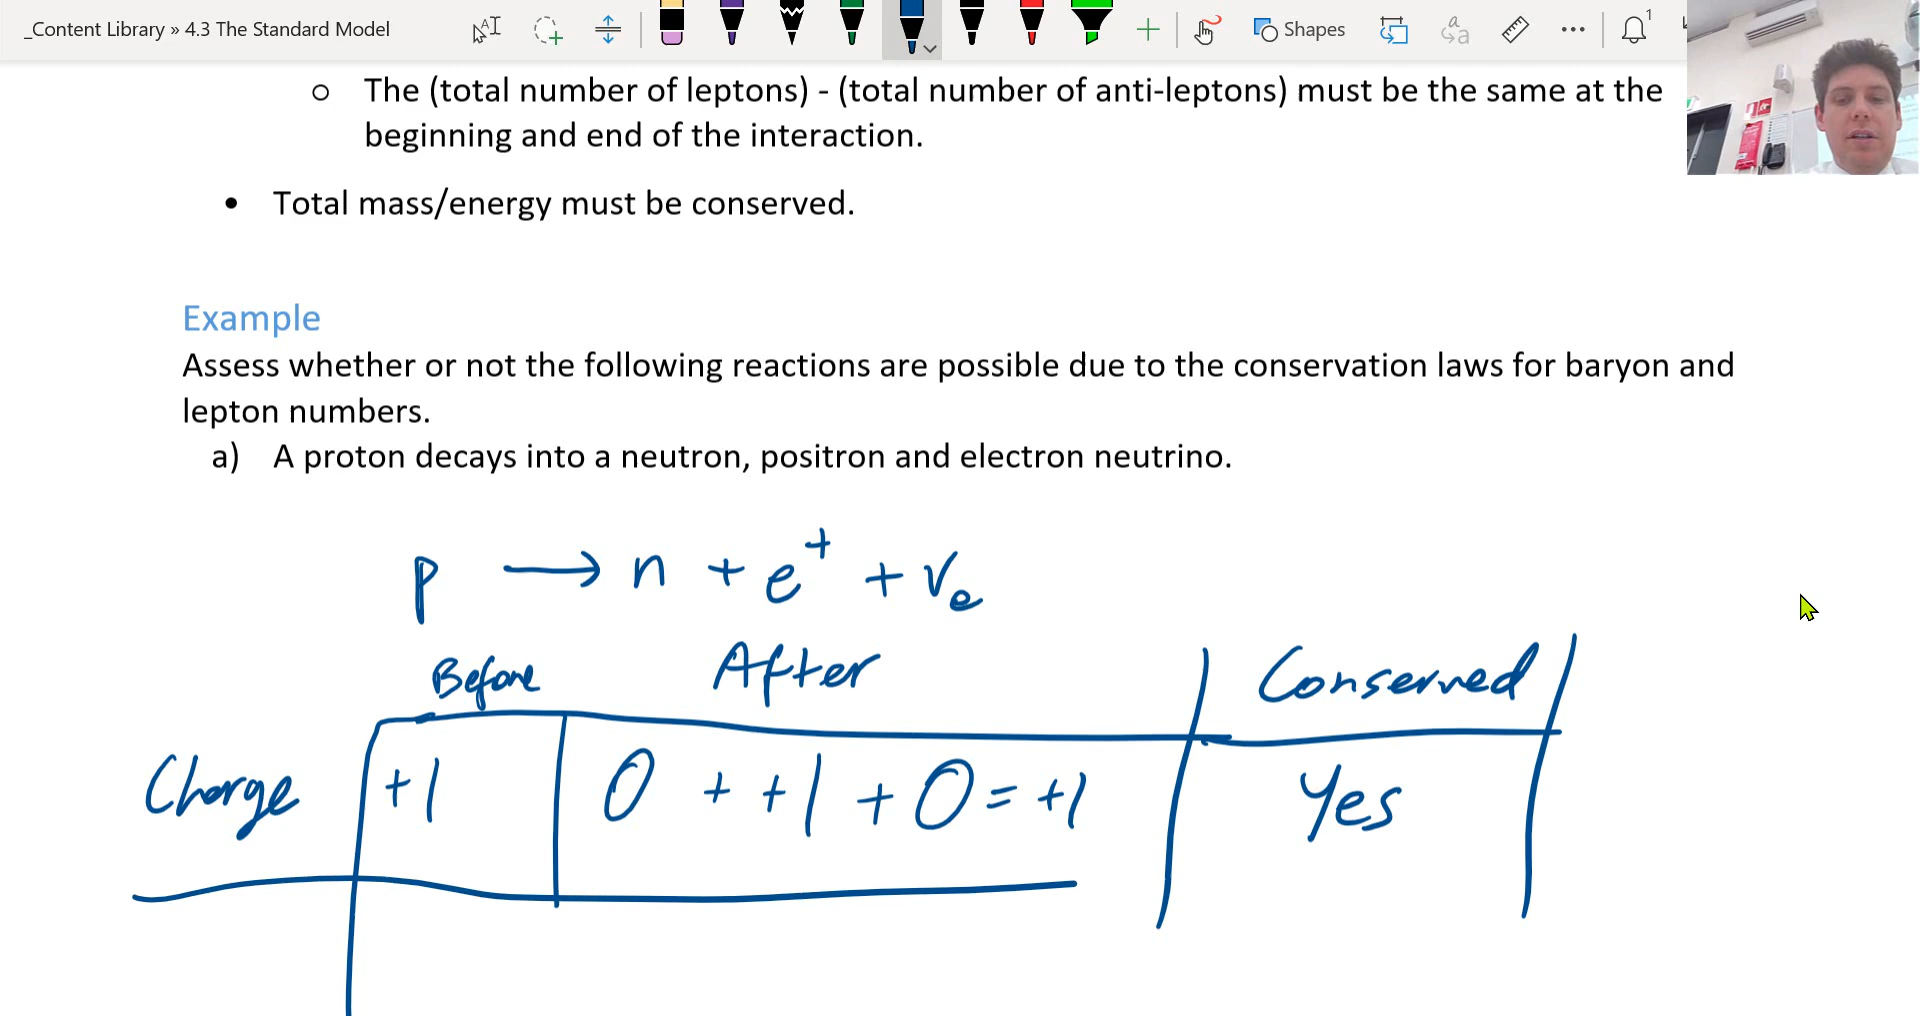 _Content Library » 4.3 The Standard Model
Shapes
1
○ The (total number of leptons) - (total number of anti-leptons) must be the same at the
beginning and end of the interaction.
• Total mass/energy must be conserved.
Example
Assess whether or not the following reactions are possible due to the conservation laws for baryon and
lepton numbers.
a) A proton decays into a neutron, positron and electron neutrino.
p → n + e⁺ + νₑ
Before After Conserved
Charge +1 0 + +1 + 0 = +1 Yes